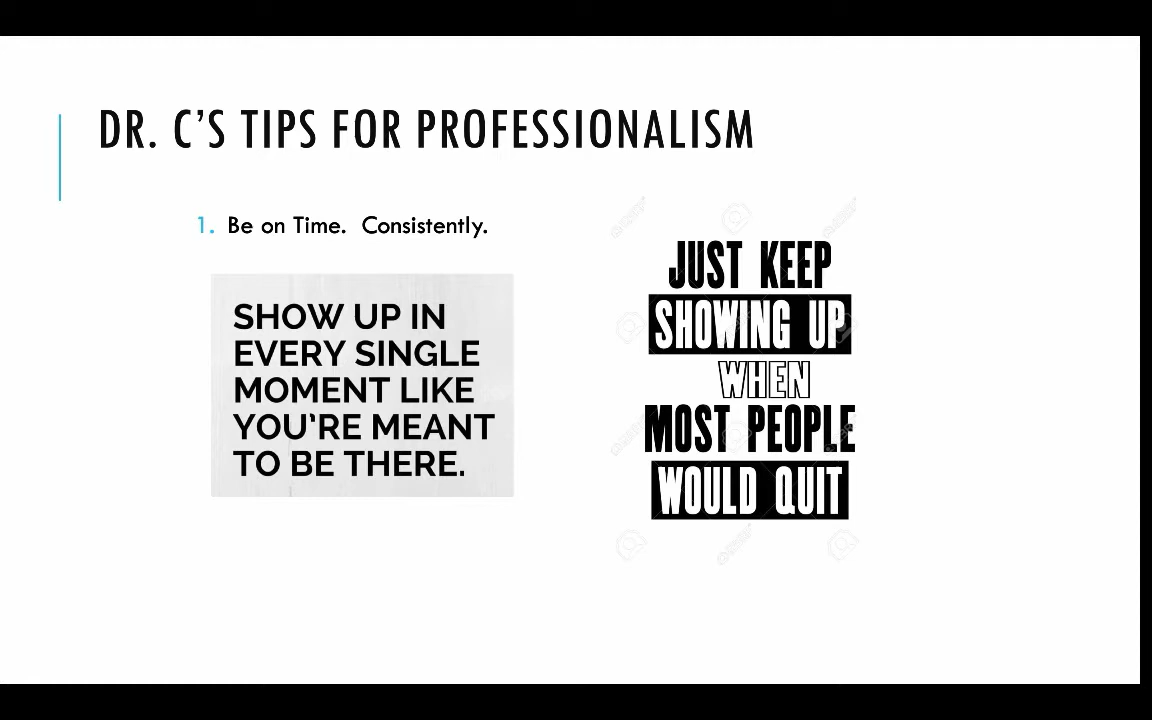 DR. C’S TIPS FOR PROFESSIONALISM
1. Be on Time. Consistently.
SHOW UP IN
EVERY SINGLE
MOMENT LIKE
YOU’RE MEANT
TO BE THERE.
JUST KEEP
SHOWING UP
WHEN
MOST PEOPLE
WOULD QUIT